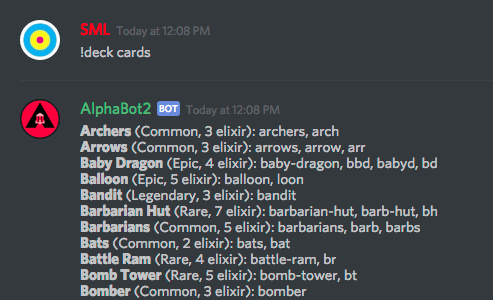 SML Today at 12:08 PM
!deck cards
AlphaBot2 BOT Today at 12:08 PM
Archers (Common, 3 elixir): archers, arch
Arrows (Common, 3 elixir): arrows, arrow, arr
Baby Dragon (Epic, 4 elixir): baby-dragon, bbd, babyd, bd
Balloon (Epic, 5 elixir): balloon, loon
Bandit (Legendary, 3 elixir): bandit
Barbarian Hut (Rare, 7 elixir): barbarian-hut, barb-hut, bh
Barbarians (Common, 5 elixir): barbarians, barb, barbs
Bats (Common, 2 elixir): bats, bat
Battle Ram (Rare, 4 elixir): battle-ram, br
Bomb Tower (Rare, 5 elixir): bomb-tower, bt
Bomber (Common, 3 elixir): bomber